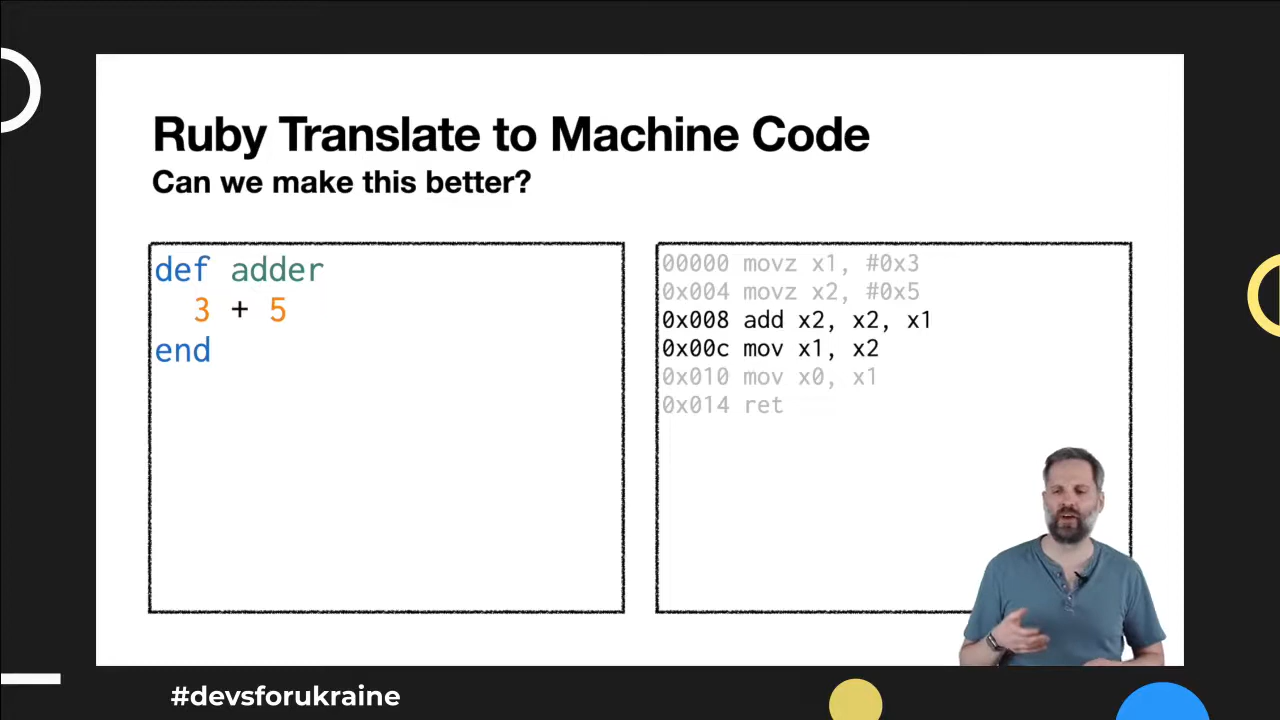 Ruby Translate to Machine Code
Can we make this better?
def adder
3 + 5
end
00000 movz x1, #0x3
0x004 movz x2, #0x5
0x008 add x2, x2, x1
0x00c mov x1, x2
0x010 mov x0, x1
0x014 ret
#devsforukraine